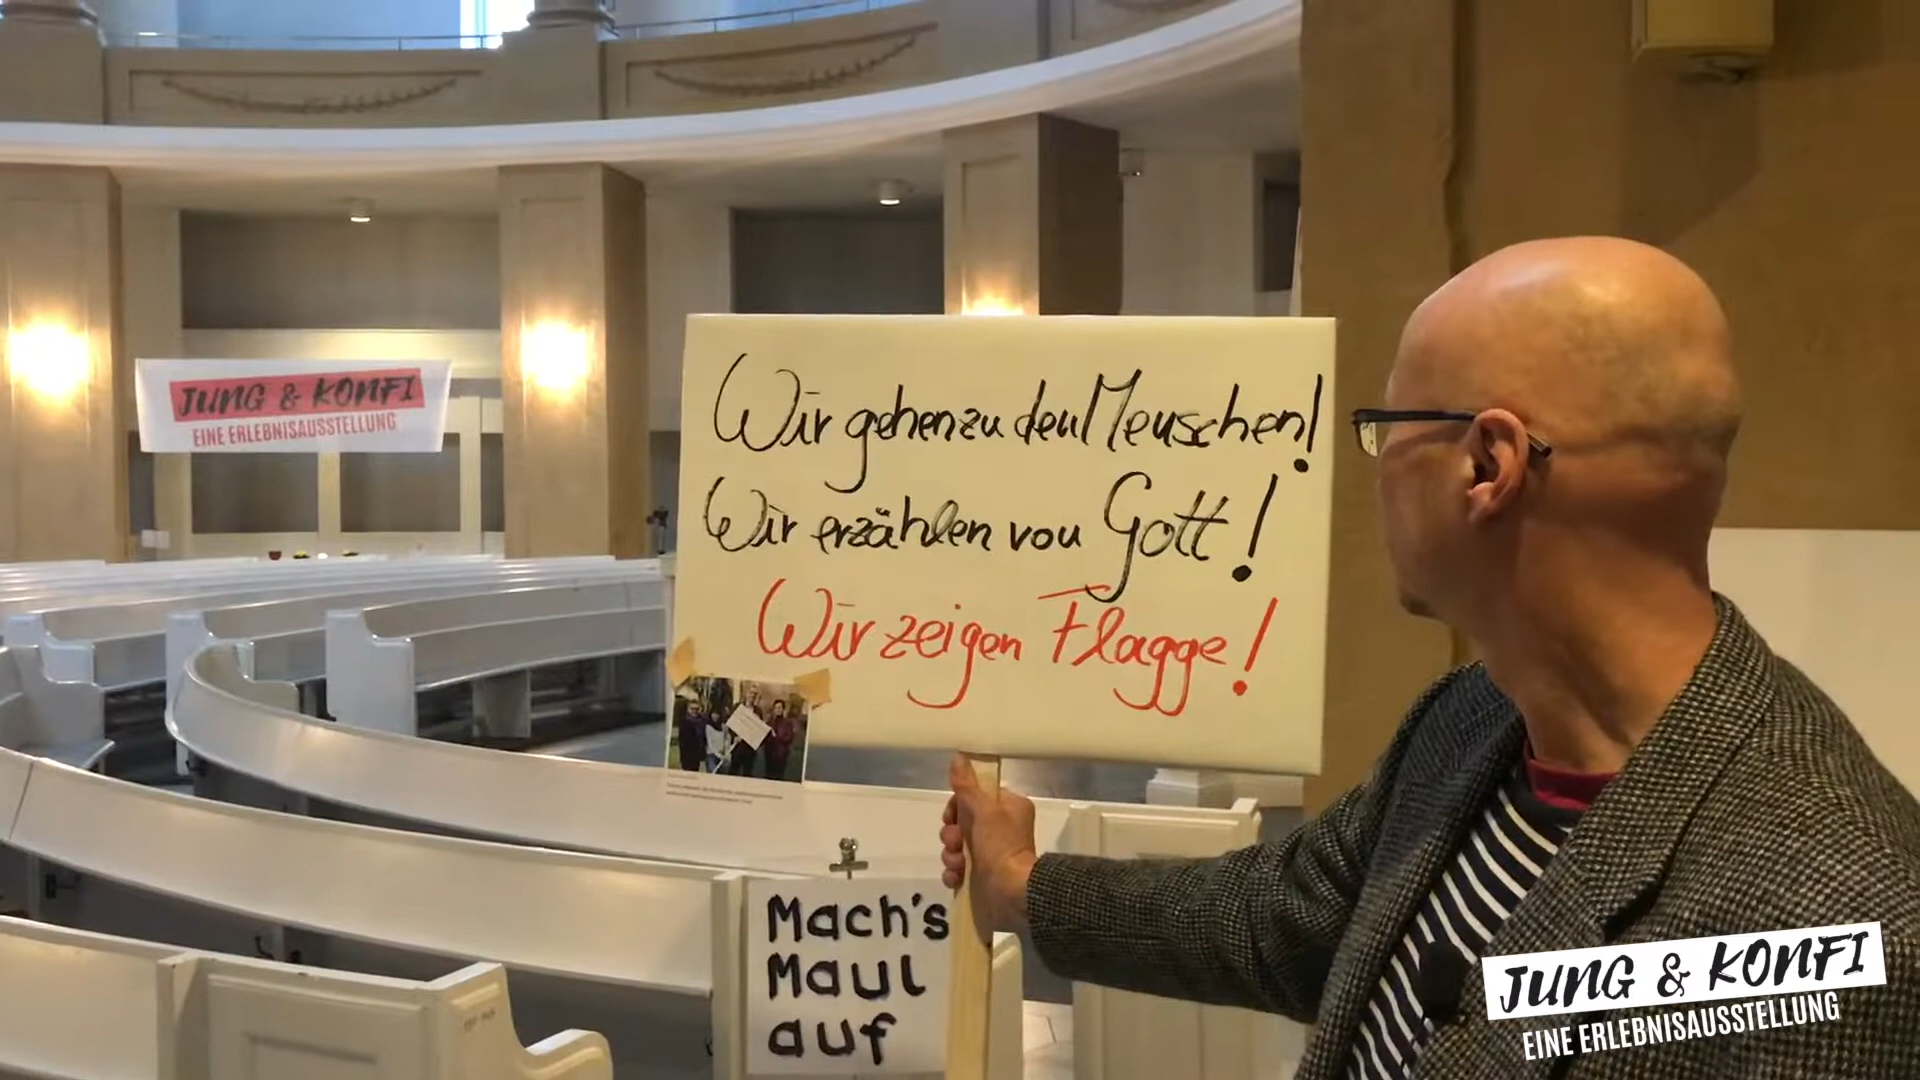 JUNG & KONFI
EINE ERLEBNISAUSSTELLUNG
Wir gehen zu den Menschen!
Wir erzählen von Gott!
Wir zeigen Flagge!
Mach's
Maul
auf
JUNG & KONFI
EINE ERLEBNISAUSSTELLUNG